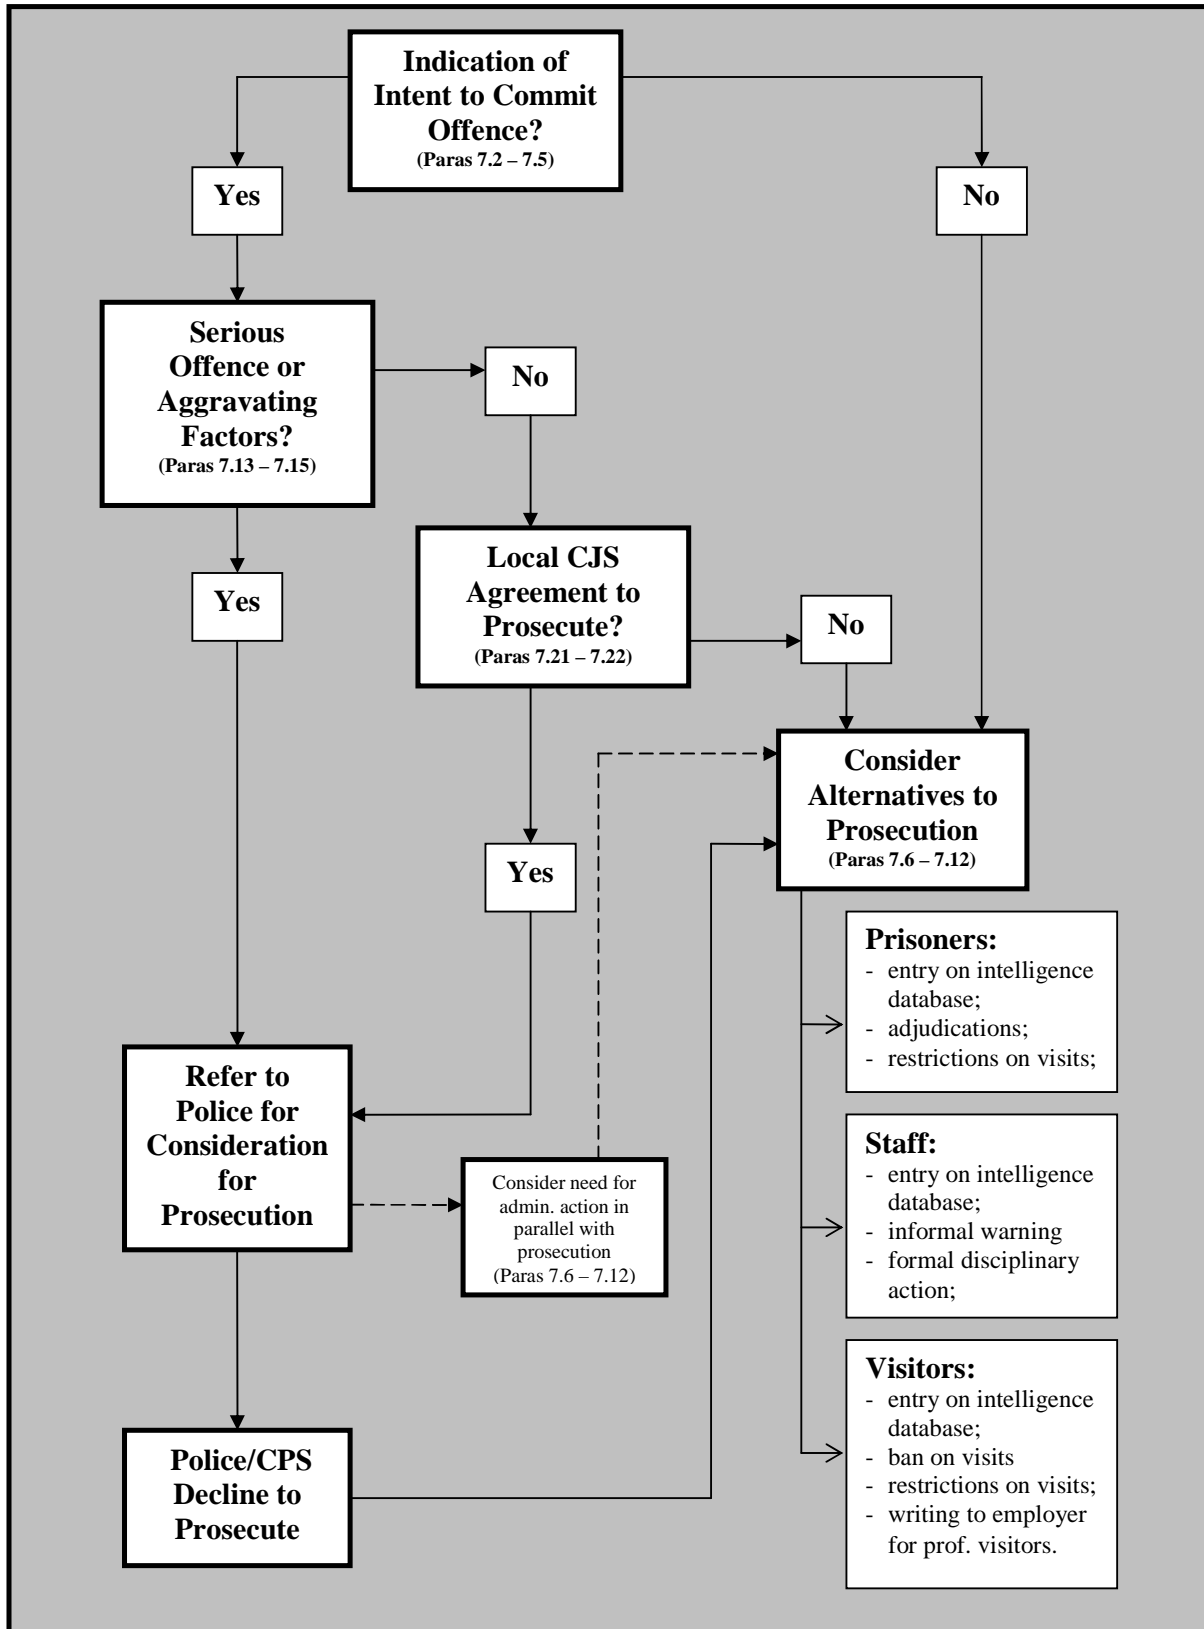 Indication of
Intent to Commit
Offence?
(Paras 7.2 – 7.5)
Yes
No
Serious
Offence or
Aggravating
Factors?
(Paras 7.13 – 7.15)
No
Yes
Local CJS
Agreement to
Prosecute?
(Paras 7.21 – 7.22)
No
Yes
Consider
Alternatives to
Prosecution
(Paras 7.6 – 7.12)
Prisoners:
- entry on intelligence
database;
- adjudications;
- restrictions on visits;
Refer to
Police for
Consideration
for
Prosecution
Consider need for
admin. action in
parallel with
prosecution
(Paras 7.6 – 7.12)
Staff:
- entry on intelligence
database;
- informal warning
- formal disciplinary
action;
Visitors:
- entry on intelligence
database;
- ban on visits
- restrictions on visits;
- writing to employer
for prof. visitors.
Police/CPS
Decline to
Prosecute